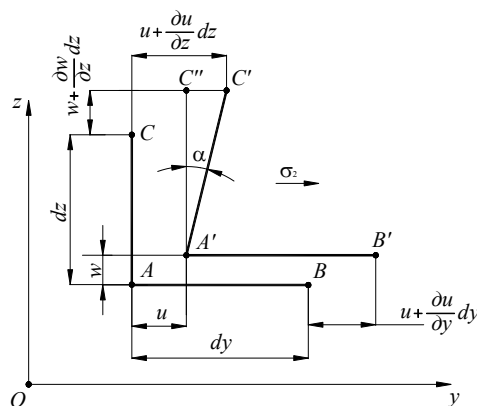 u+∂u/∂z dz
w+∂w/∂z dz
C″
C′
z
C
α
σ₂
dz
A′
B′
w
A
B
u
u+∂u/∂y dy
dy
O
y